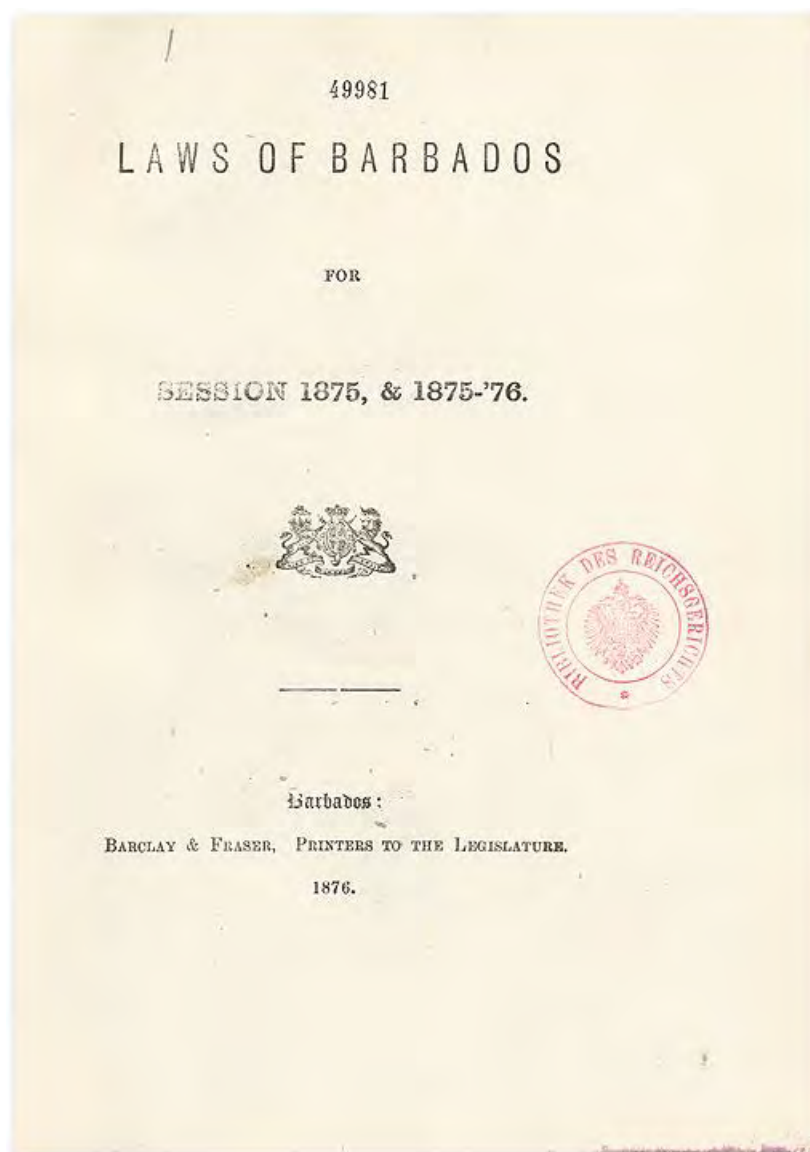 49981
LAWS OF BARBADOS
FOR
SESSION 1875, & 1875-'76.
BIBLIOTHEK DES REICHSGERICHTS
Barbados:
BARCLAY & FRASER, PRINTERS TO THE LEGISLATURE.
1876.